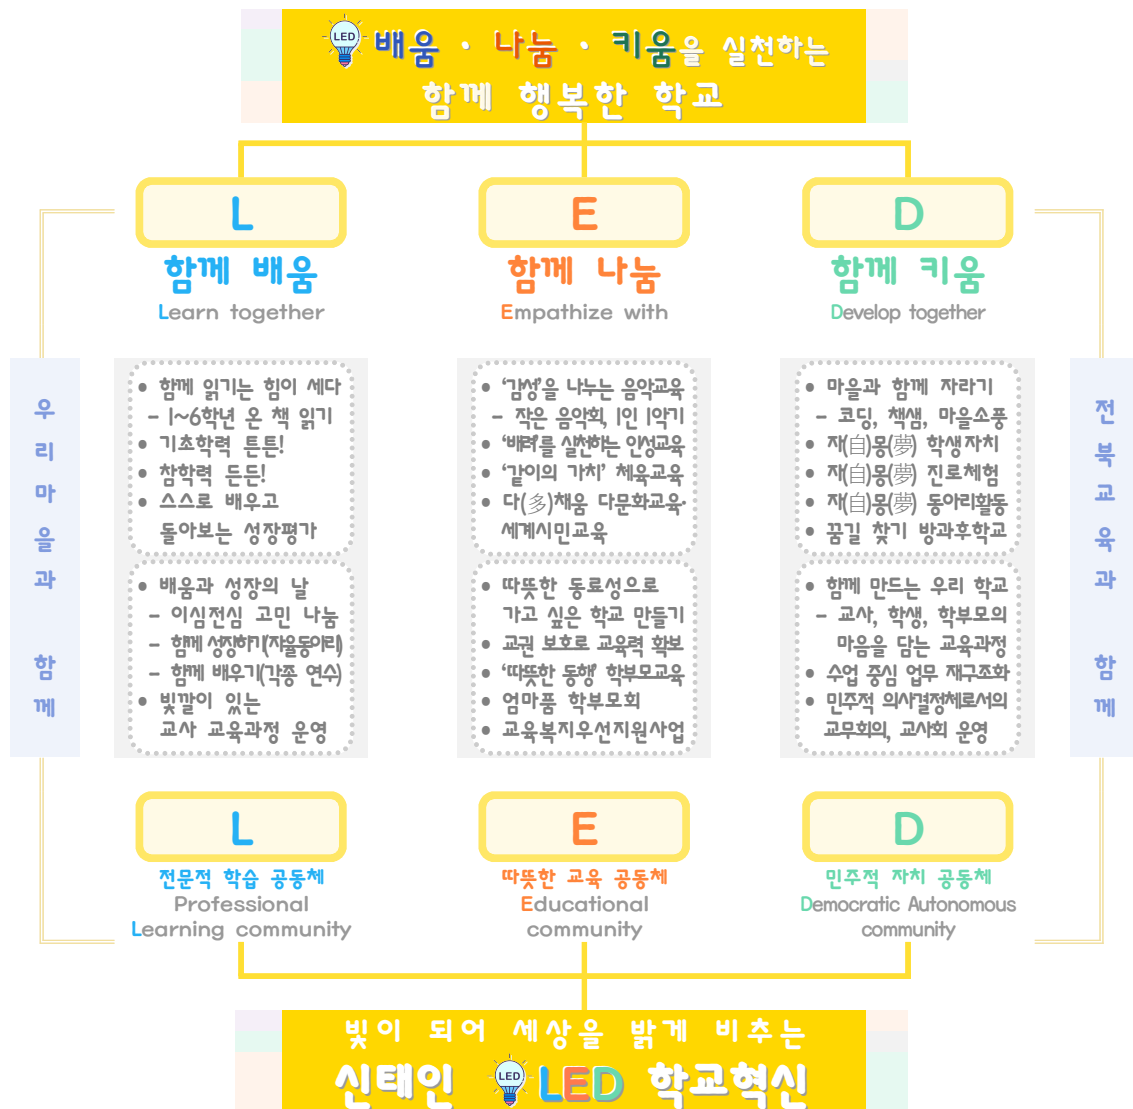 LED 배움 · 나눔 · 키움을 실천하는
함께 행복한 학교
L
함께 배움
Learn together
E
함께 나눔
Empathize with
D
함께 키움
Develop together
우리마을과 함께
• 함께 읽기는 힘이 세다
- 1~6학년 온 책 읽기
• 기초학력 튼튼!
• 참학력 든든!
• 스스로 배우고
돌아보는 성장평가
• 배움과 성장의 날
- 이심전심 고민 나눔
- 함께 성장하기(자율동아리)
- 함께 배우기(각종 연수)
• 빛깔이 있는
교사 교육과정 운영
• '감성'을 나누는 음악교육
- 작은 음악회, 1인 1악기
• '배려'를 실천하는 인성교육
• '같이의 가치' 체육교육
• 다(多)채움 다문화교육·
세계시민교육
• 따뜻한 동료성으로
가고 싶은 학교 만들기
• 교권 보호로 교육력 확보
• '따뜻한 동행' 학부모교육
• 엄마품 학부모회
• 교육복지우선지원사업
• 마을과 함께 자라기
- 코딩, 책샘, 마을소풍
• 자(自)몽(夢) 학생자치
• 자(自)몽(夢) 진로체험
• 자(自)몽(夢) 동아리활동
• 꿈길 찾기 방과후학교
• 함께 만드는 우리 학교
- 교사, 학생, 학부모의
마음을 담는 교육과정
• 수업 중심 업무 재구조화
• 민주적 의사결정체로서의
교무회의, 교사회 운영
전북교육과 함께
L
전문적 학습 공동체
Professional
Learning community
E
따뜻한 교육 공동체
Educational
community
D
민주적 자치 공동체
Democratic Autonomous
community
빛이 되어 세상을 밝게 비추는
신태인 LED LED 학교혁신